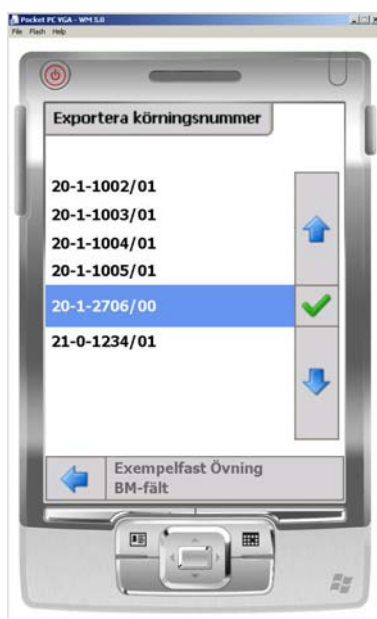 Pocket PC VGA - WM 5.0
File Flash Help
Exportera körningsnummer
20-1-1002/01
20-1-1003/01
20-1-1004/01
20-1-1005/01
20-1-2706/00
21-0-1234/01
Exempelfast Övning
BM-fält